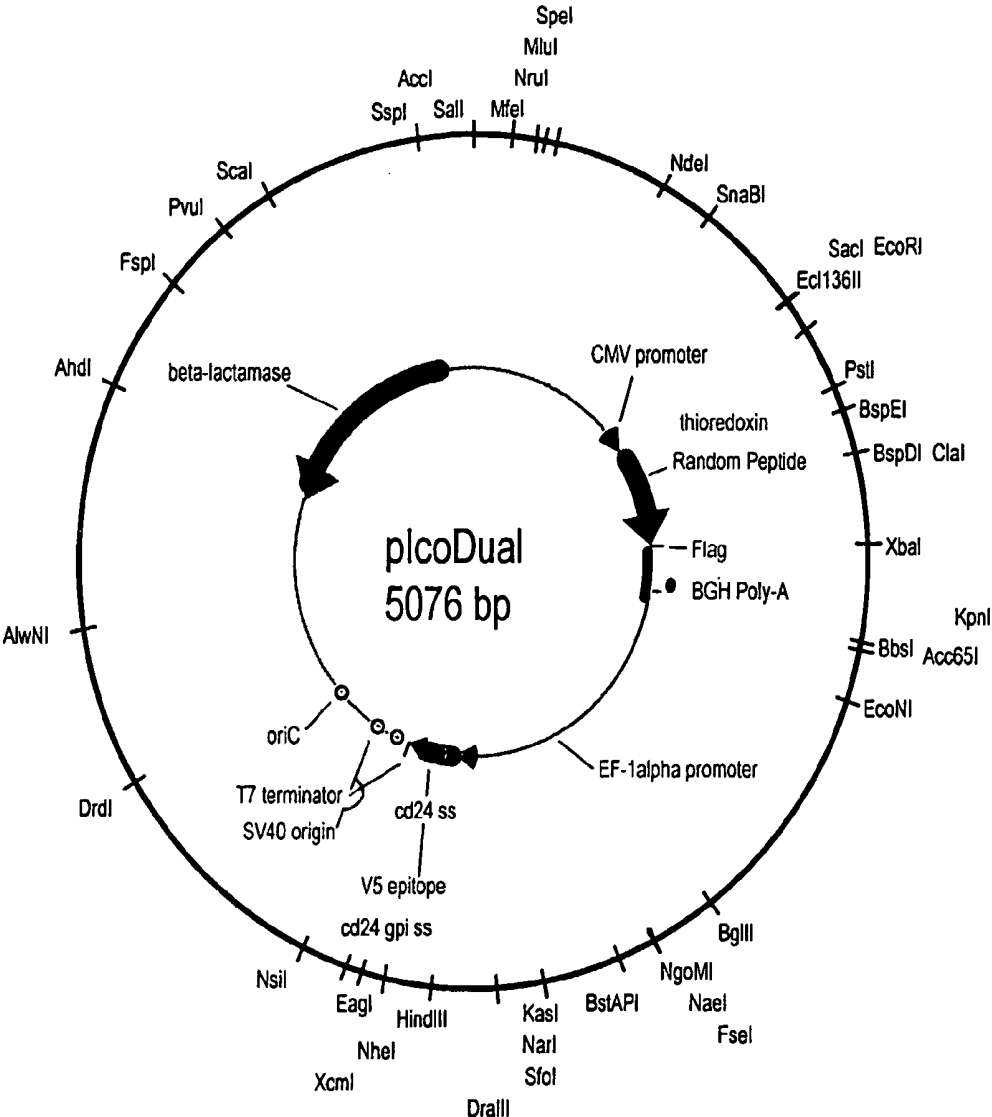 SpeI
MluI
NruI
AccI
SspI SalI MfeI
ScaI
NdeI
PvuI
SnaBI
FspI
SacI EcoRI
Ecl136II
AhdI
beta-lactamase
CMV promoter
PstI
BspEI
thioredoxin
BspDI ClaI
Random Peptide
pIcoDual
5076 bp
Flag
XbaI
BGH Poly-A
KpnI
AlwNI
BbsI
Acc65I
EcoNI
oriC
EF-1alpha promoter
T7 terminator
DrdI
cd24 ss
SV40 origin
V5 epitope
cd24 gpi ss
BglII
NsiI
NgoMI
EagI
BstAPI
NaeI
HindIII
KasI
FseI
NheI
NarI
XcmI
SfoI
DraIII